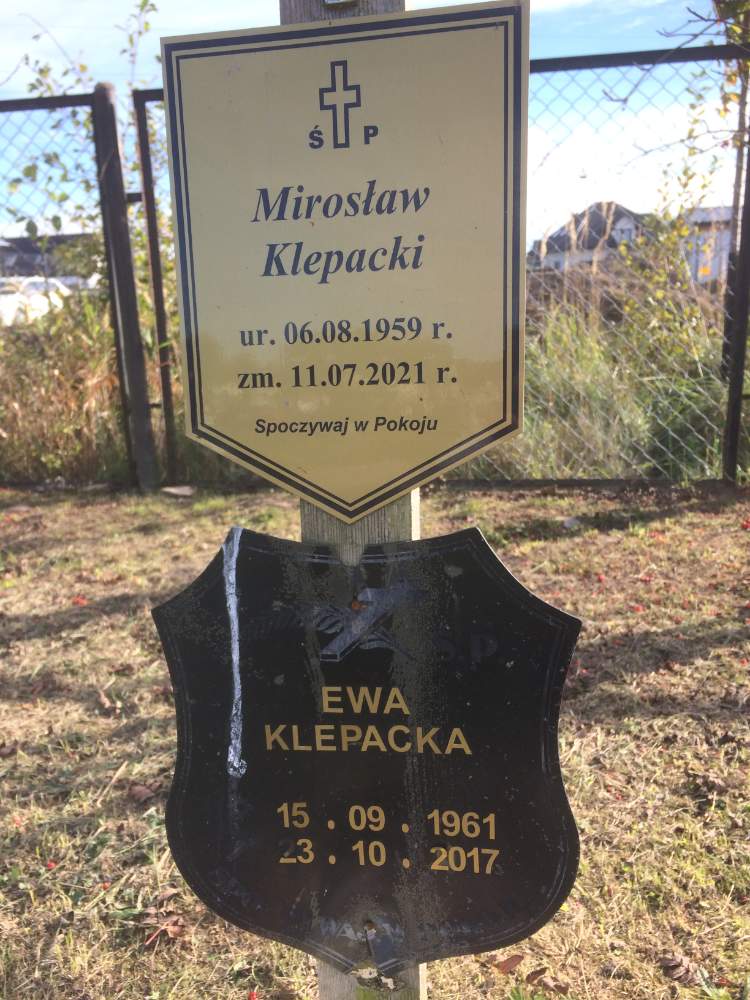 Ś P
Mirosław
Klepacki
ur. 06.08.1959 r.
zm. 11.07.2021 r.
Spoczywaj w Pokoju
Ś.P.
EWA
KLEPACKA
15 . 09 . 1961
23 . 10 . 2017